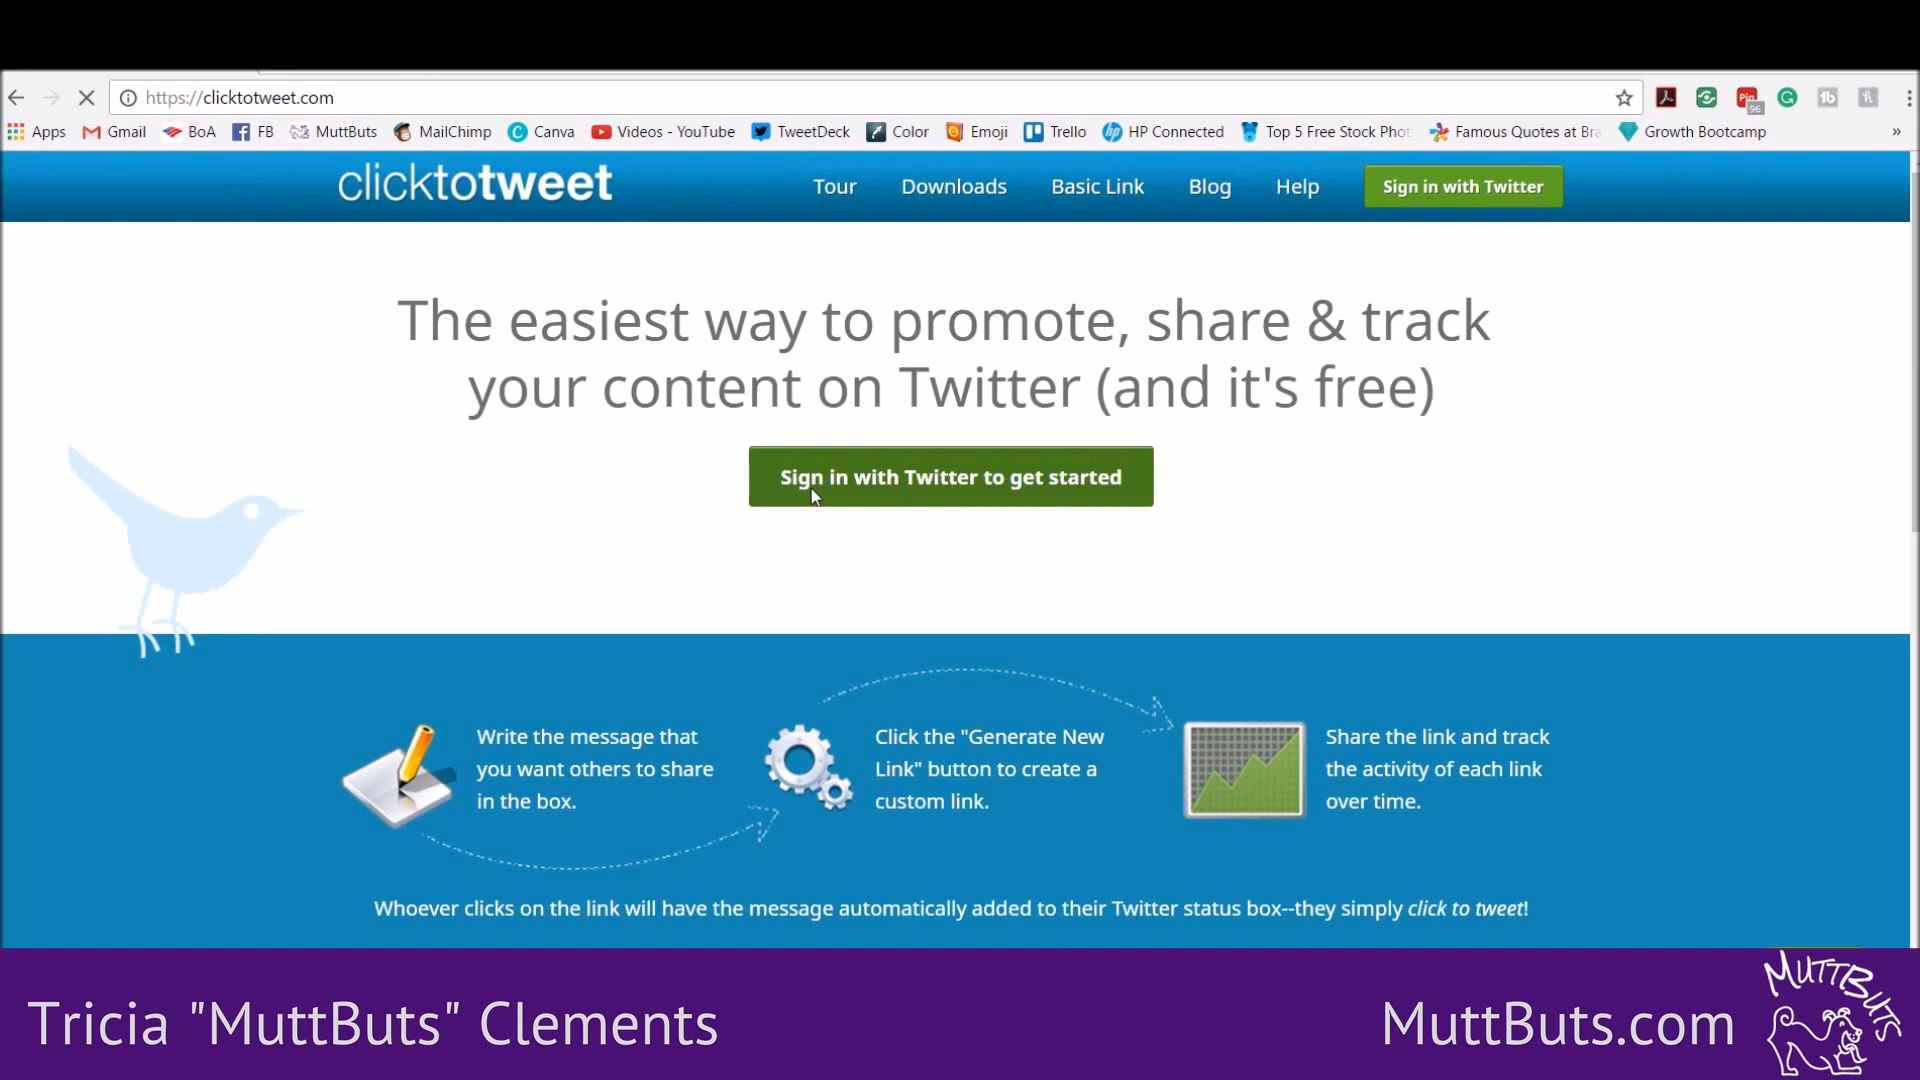 https://clicktotweet.com
Pin
96
Apps Gmail BoA FB MuttButs MailChimp Canva Videos - YouTube TweetDeck Color Emoji Trello HP Connected Top 5 Free Stock Phot Famous Quotes at Bra Growth Bootcamp »
clicktotweet
Tour Downloads Basic Link Blog Help Sign in with Twitter
The easiest way to promote, share & track
your content on Twitter (and it's free)
Sign in with Twitter to get started
Write the message that
you want others to share
in the box.
Click the "Generate New
Link" button to create a
custom link.
Share the link and track
the activity of each link
over time.
Whoever clicks on the link will have the message automatically added to their Twitter status box--they simply click to tweet!
Tricia "MuttButs" Clements
MuttButs.com
MUTTBUTS